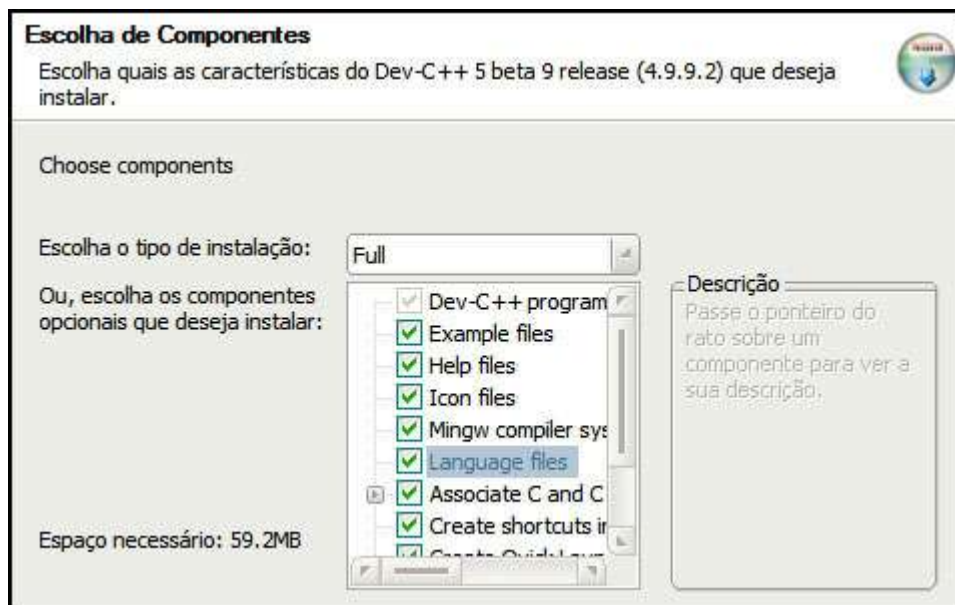 Escolha de Componentes
Escolha quais as características do Dev-C++ 5 beta 9 release (4.9.9.2) que deseja
instalar.
Choose components
Escolha o tipo de instalação:
Full
Ou, escolha os componentes
opcionais que deseja instalar:
Dev-C++ program
Example files
Help files
Icon files
Mingw compiler sys
Language files
Associate C and C
Create shortcuts in
Descrição
Passe o ponteiro do
rato sobre um
componente para ver a
sua descrição.
Espaço necessário: 59.2MB